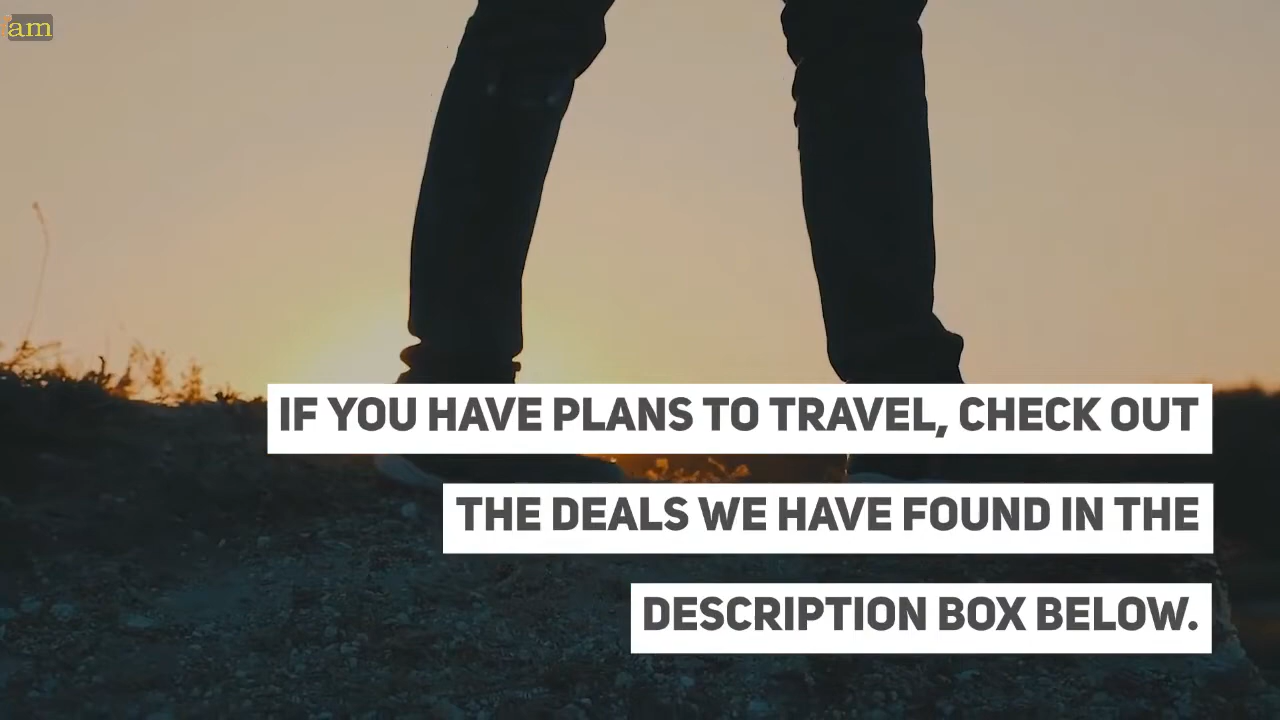 am
IF YOU HAVE PLANS TO TRAVEL, CHECK OUT
THE DEALS WE HAVE FOUND IN THE
DESCRIPTION BOX BELOW.